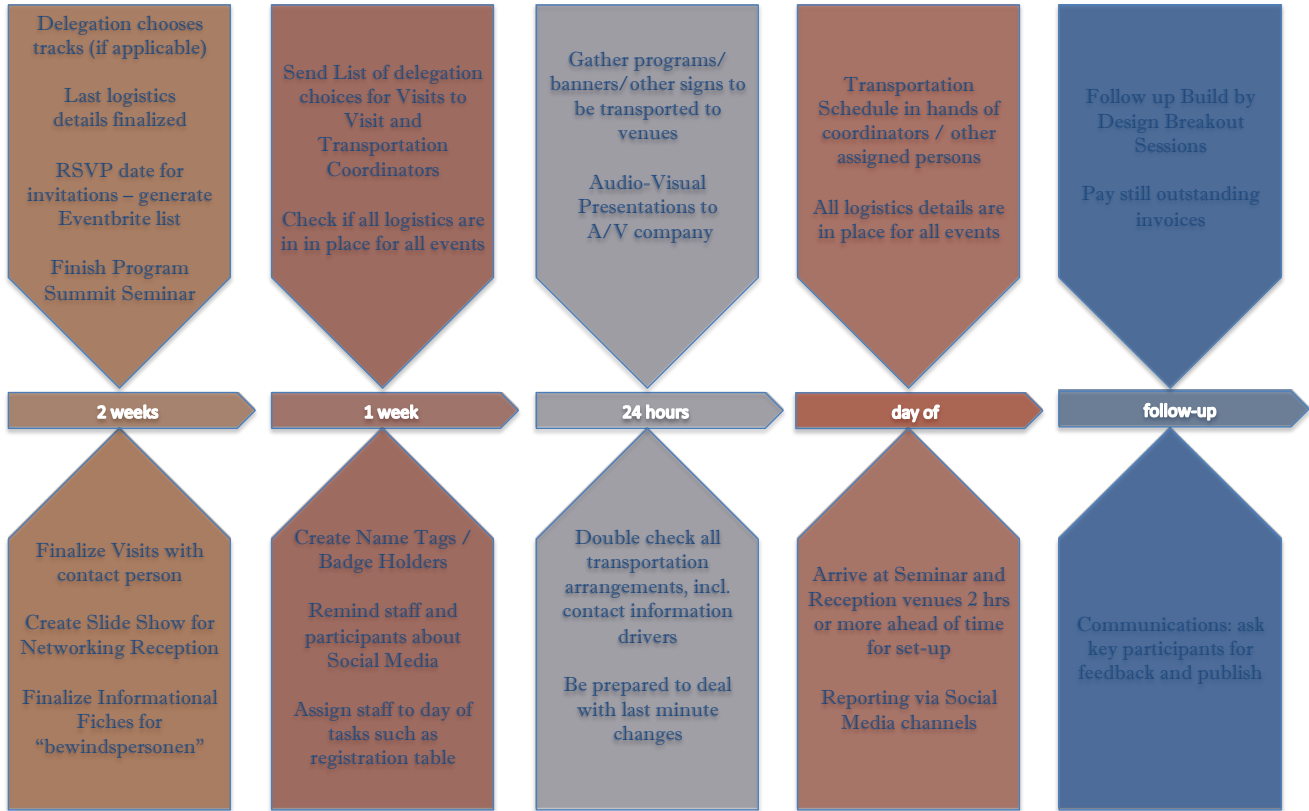 Delegation chooses
tracks (if applicable)
Last logistics
details finalized
RSVP date for
invitations – generate
Eventbrite list
Finish Program
Summit Seminar
Send List of delegation
choices for Visits to
Visit and
Transportation
Coordinators
Check if all logistics are
in in place for all events
Gather programs/
banners/other signs to
be transported to
venues
Audio-Visual
Presentations to
A/V company
Transportation
Schedule in hands of
coordinators / other
assigned persons
All logistics details are
in place for all events
Follow up Build by
Design Breakout
Sessions
Pay still outstanding
invoices
2 weeks
1 week
24 hours
day of
follow-up
Finalize Visits with
contact person
Create Slide Show for
Networking Reception
Finalize Informational
Fiches for
“bewindspersonen”
Create Name Tags /
Badge Holders
Remind staff and
participants about
Social Media
Assign staff to day of
tasks such as
registration table
Double check all
transportation
arrangements, incl.
contact information
drivers
Be prepared to deal
with last minute
changes
Arrive at Seminar and
Reception venues 2 hrs
or more ahead of time
for set-up
Reporting via Social
Media channels
Communications: ask
key participants for
feedback and publish